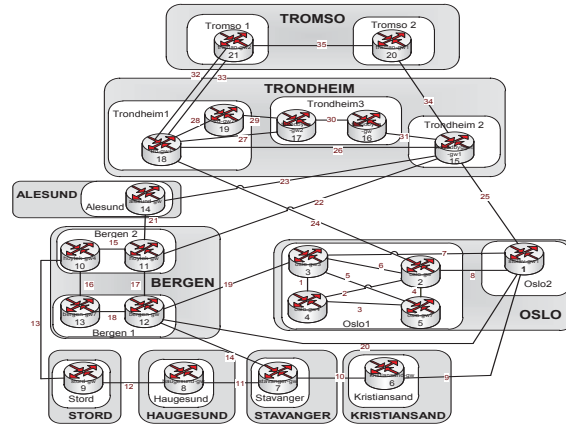 TROMSO
Tromso 1
Tromso 2
35
21
20
32
33
34
TRONDHEIM
Trondheim1
Trondheim3
Trondheim 2
28
29
30
31
19
17
16
27
26
18
15
23
22
24
25
ALESUND
Alesund
14
21
Bergen 2
15
10
11
16
17
BERGEN
19
13
18
12
Bergen 1
13
7
3
6
5
2
8
1
Oslo2
1
2
4
4
3
5
Oslo1
OSLO
20
14
9
12
8
11
7
10
6
9
Stord
Haugesund
Stavanger
Kristiansand
STORD
HAUGESUND
STAVANGER
KRISTIANSAND